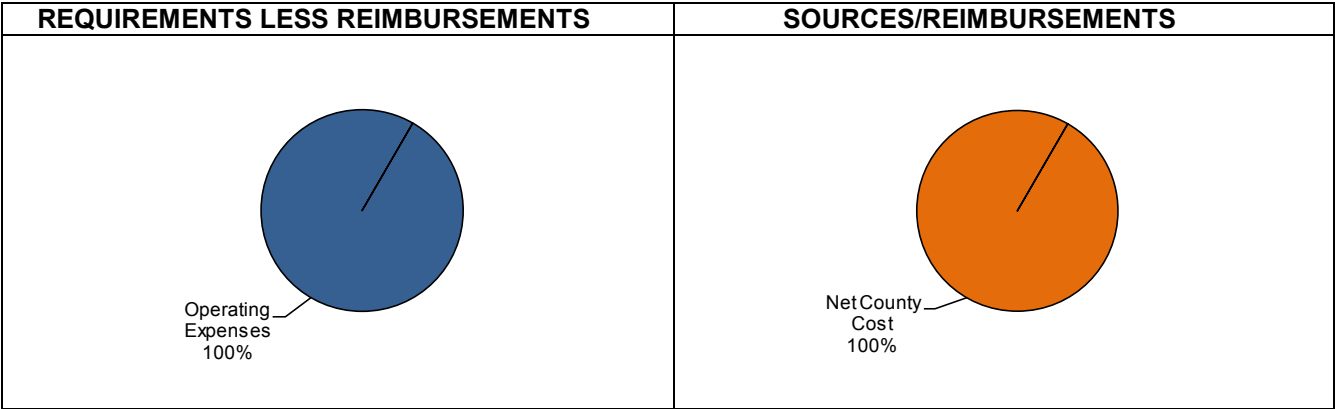 REQUIREMENTS LESS REIMBURSEMENTS
SOURCES/REIMBURSEMENTS
Operating
Expenses
100%
Net County
Cost
100%